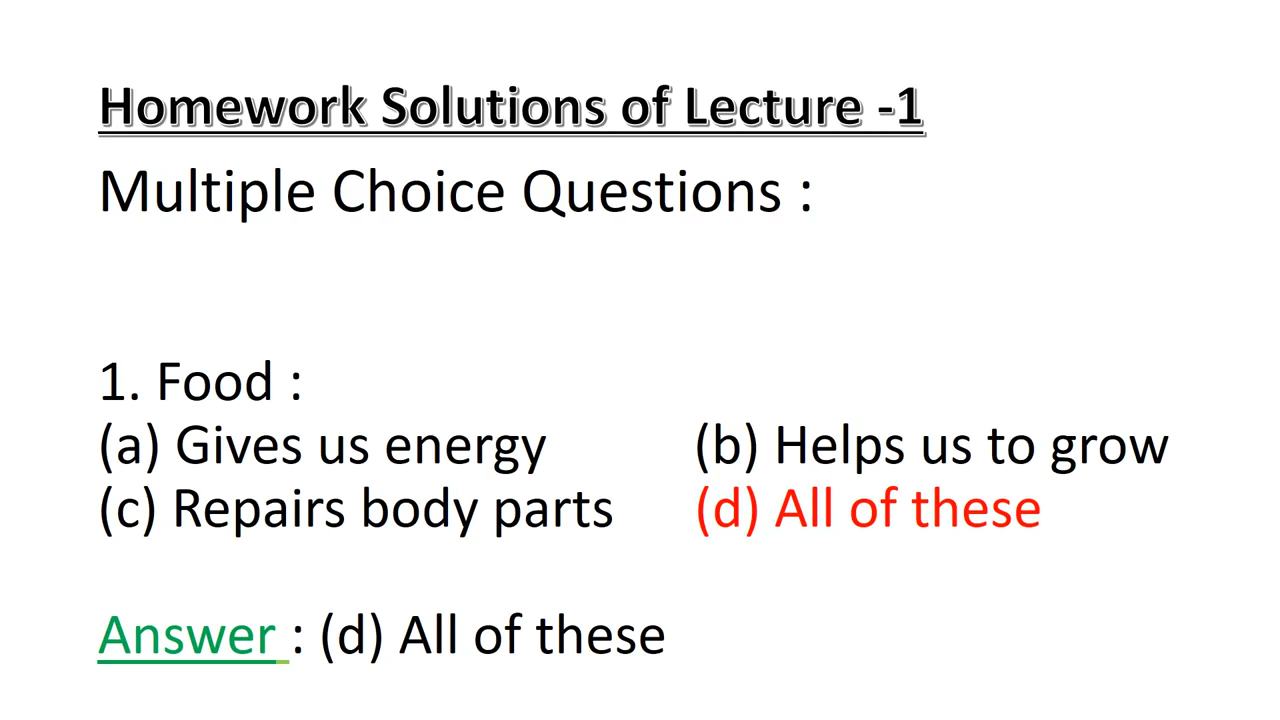 Homework Solutions of Lecture -1
Multiple Choice Questions :
1. Food :
(a) Gives us energy (b) Helps us to grow
(c) Repairs body parts (d) All of these
Answer : (d) All of these